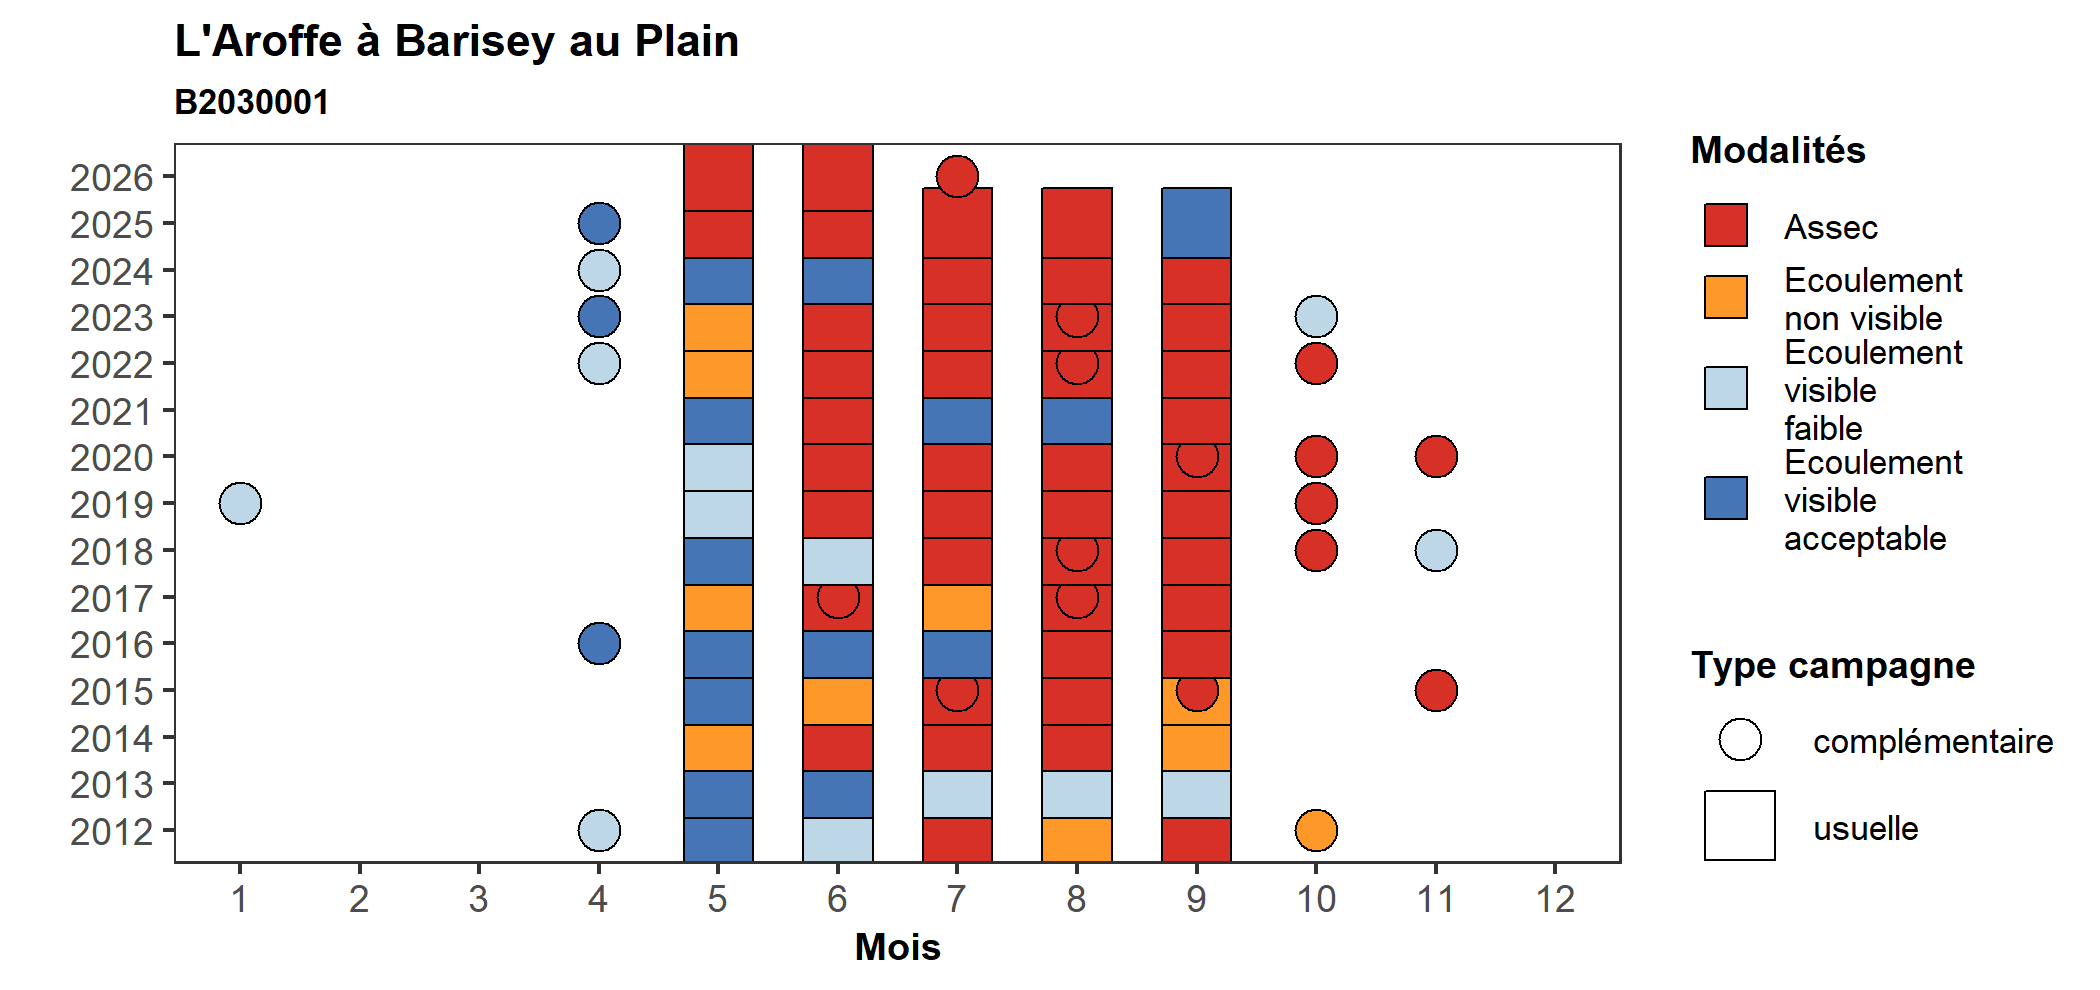 L'Aroffe à Barisey au Plain
B2030001
2026
2025
2024
2023
2022
2021
2020
2019
2018
2017
2016
2015
2014
2013
2012
1 2 3 4 5 6 7 8 9 10 11 12
Mois
Modalités
Assec
Ecoulement
non visible
Ecoulement
visible
faible
Ecoulement
visible
acceptable
Type campagne
complémentaire
usuelle